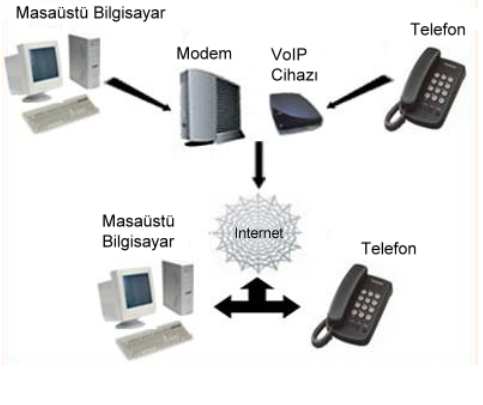 Masaüstü Bilgisayar
Telefon
Modem
VoIP
Cihazı
Internet
Masaüstü
Bilgisayar
Telefon